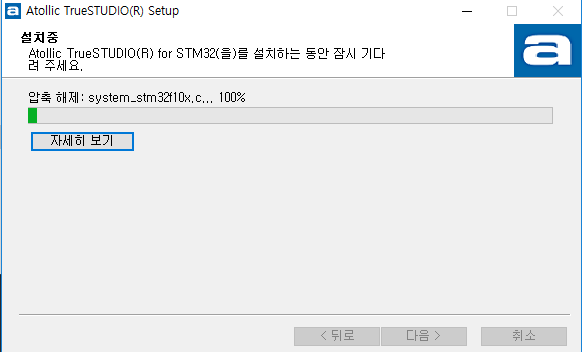 Atollic TrueSTUDIO(R) Setup
설치중
Atollic TrueSTUDIO(R) for STM32(을)를 설치하는 동안 잠시 기다
려 주세요.
압축 해제: system_stm32f10x.c... 100%
자세히 보기
< 뒤로
다음 >
취소